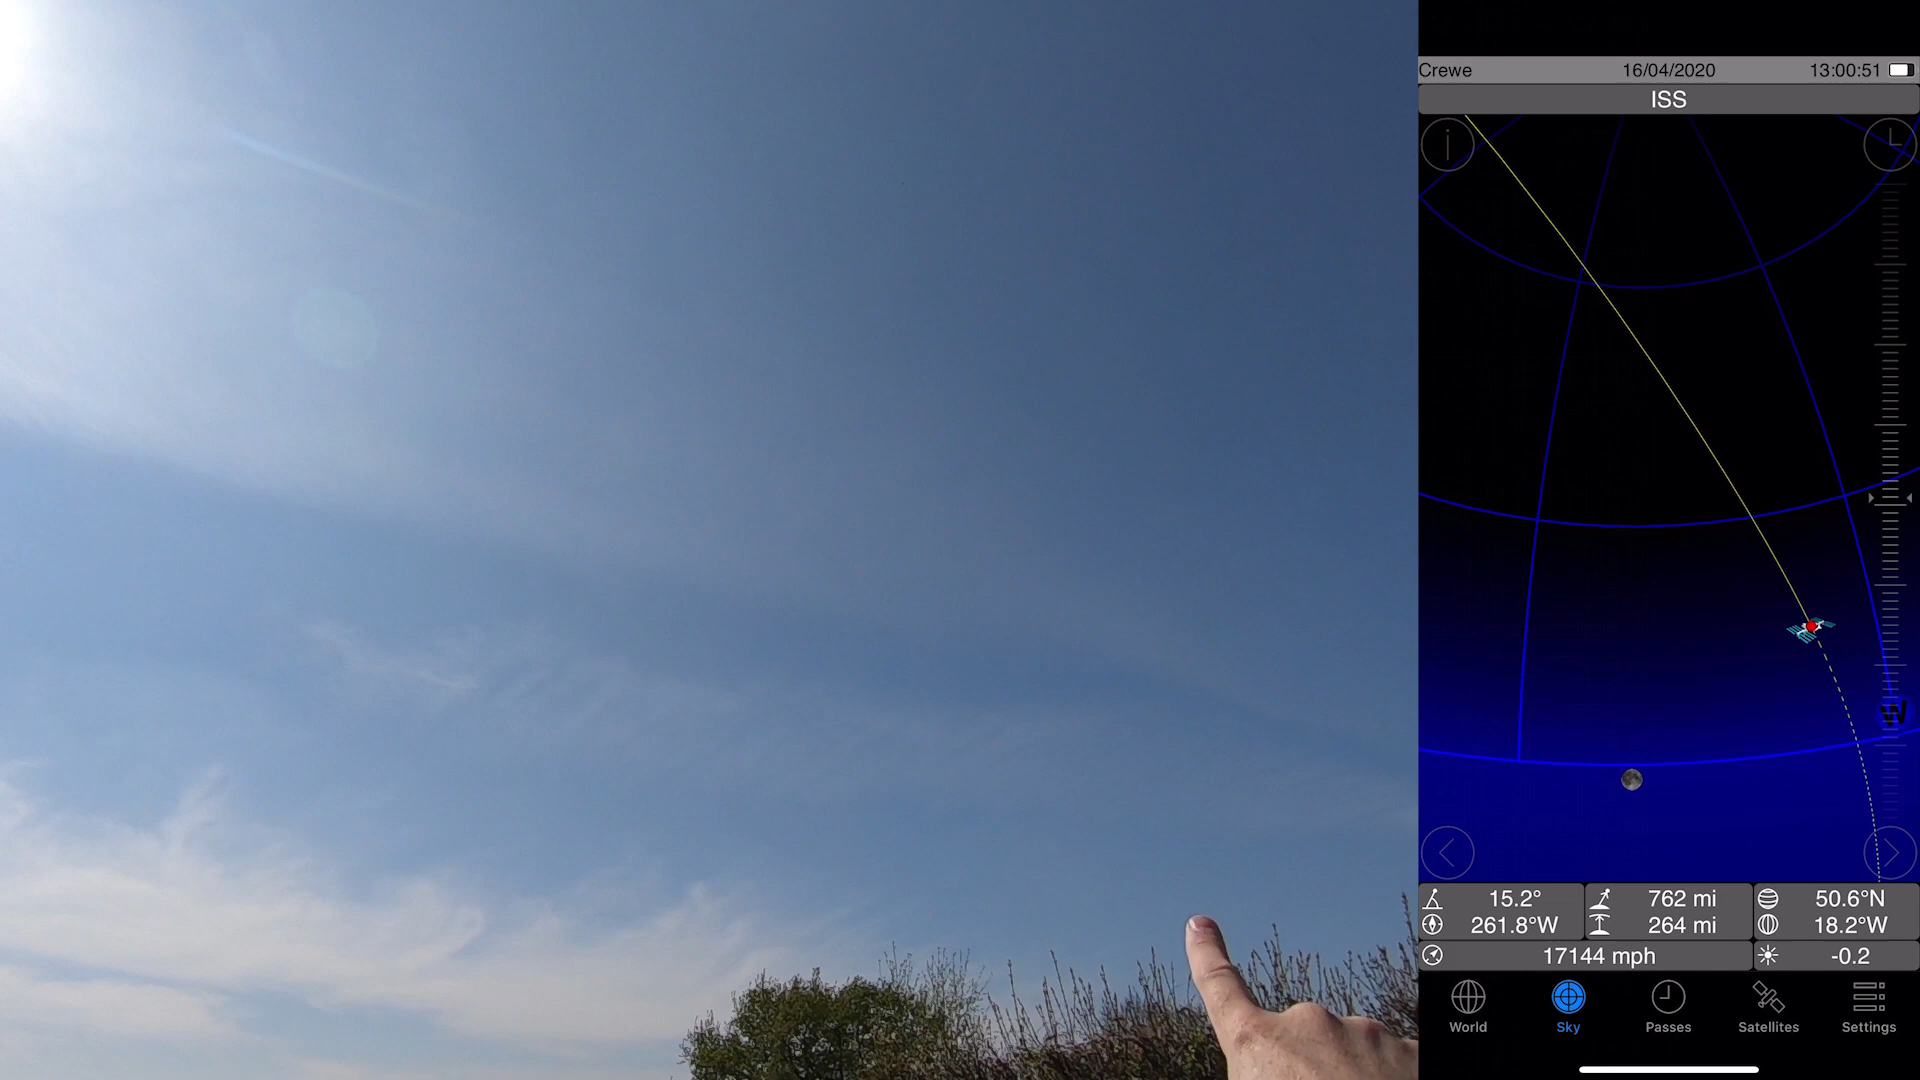 Crewe 16/04/2020 13:00:51
ISS
W
15.2° 762 mi 50.6°N
261.8°W 264 mi 18.2°W
17144 mph -0.2
World Sky Passes Satellites Settings